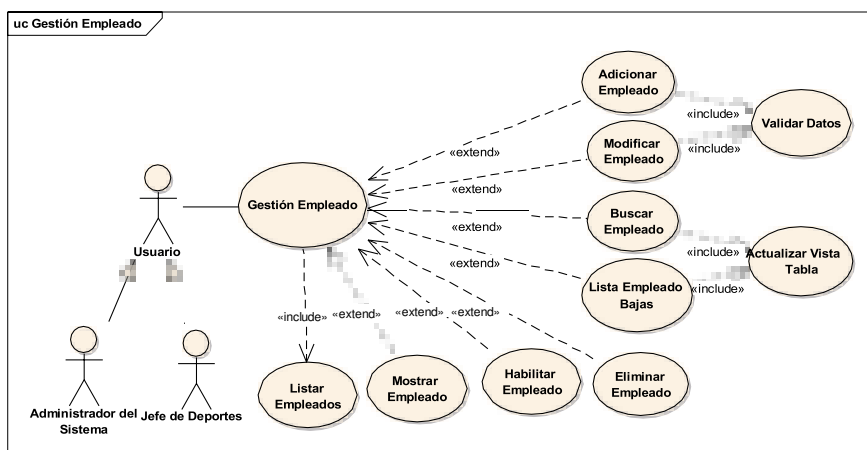 uc Gestión Empleado
Adicionar
Empleado
«include»
Validar Datos
Modificar
Empleado
«include»
«extend»
«extend»
Gestión Empleado
Buscar
Empleado
«extend»
«include»
Actualizar Vista
Tabla
Usuario
«extend»
Lista Empleado
Bajas
«include»
«include»
«extend»
«extend»
«extend»
Listar
Empleados
Mostrar
Empleado
Habilitar
Empleado
Eliminar
Empleado
Administrador del
Sistema
Jefe de Deportes